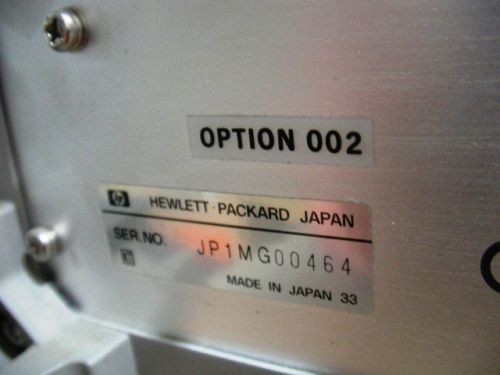 OPTION 002
hp HEWLETT·PACKARD JAPAN
SER.NO. JP1MG00464
MADE IN JAPAN 33